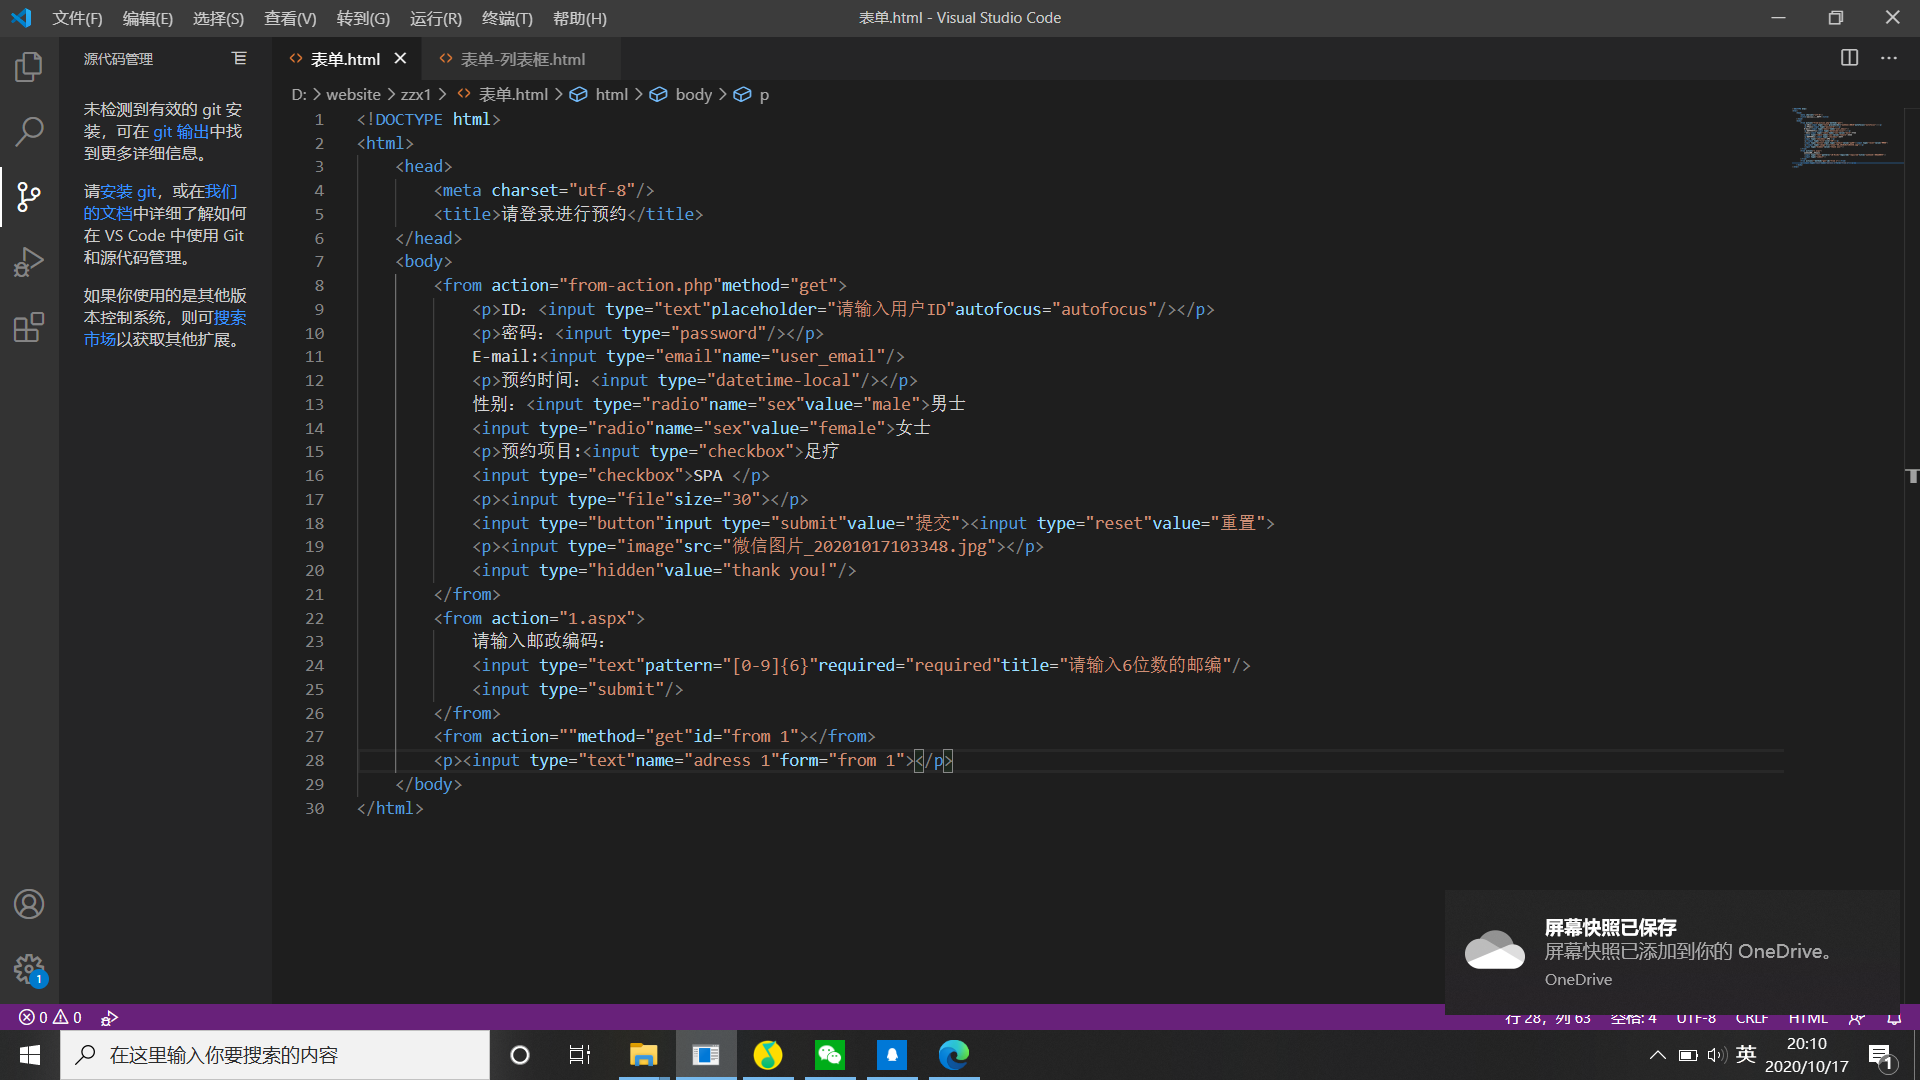 文件(F) 编辑(E) 选择(S) 查看(V) 转到(G) 运行(R) 终端(T) 帮助(H) 表单.html - Visual Studio Code
源代码管理
表单.html
表单-列表框.html
未检测到有效的 git 安
装，可在 git 输出中找
到更多详细信息。
请安装 git，或在我们
的文档中详细了解如何
在 VS Code 中使用 Git
和源代码管理。
如果你使用的是其他版
本控制系统，则可搜索
市场以获取其他扩展。
D: > website > zzx1 > 表单.html > html > body > p
1 <!DOCTYPE html>
2 <html>
3 <head>
4 <meta charset="utf-8"/>
5 <title>请登录进行预约</title>
6 </head>
7 <body>
8 <from action="from-action.php"method="get">
9 <p>ID：<input type="text"placeholder="请输入用户ID"autofocus="autofocus"/></p>
10 <p>密码：<input type="password"/></p>
11 E-mail:<input type="email"name="user_email"/>
12 <p>预约时间：<input type="datetime-local"/></p>
13 性别：<input type="radio"name="sex"value="male">男士
14 <input type="radio"name="sex"value="female">女士
15 <p>预约项目:<input type="checkbox">足疗
16 <input type="checkbox">SPA </p>
17 <p><input type="file"size="30"></p>
18 <input type="button"input type="submit"value="提交"><input type="reset"value="重置">
19 <p><input type="image"src="微信图片_20201017103348.jpg"></p>
20 <input type="hidden"value="thank you!"/>
21 </from>
22 <from action="1.aspx">
23 请输入邮政编码：
24 <input type="text"pattern="[0-9]{6}"required="required"title="请输入6位数的邮编"/>
25 <input type="submit"/>
26 </from>
27 <from action=""method="get"id="from 1"></from>
28 <p><input type="text"name="adress 1"form="from 1"></p>
29 </body>
30 </html>
屏幕快照已保存
屏幕快照已添加到你的 OneDrive。
OneDrive
1
0 0
行 28，列 63 空格: 4 UTF-8 CRLF HTML
在这里输入你要搜索的内容
英
20:10
2020/10/17
1